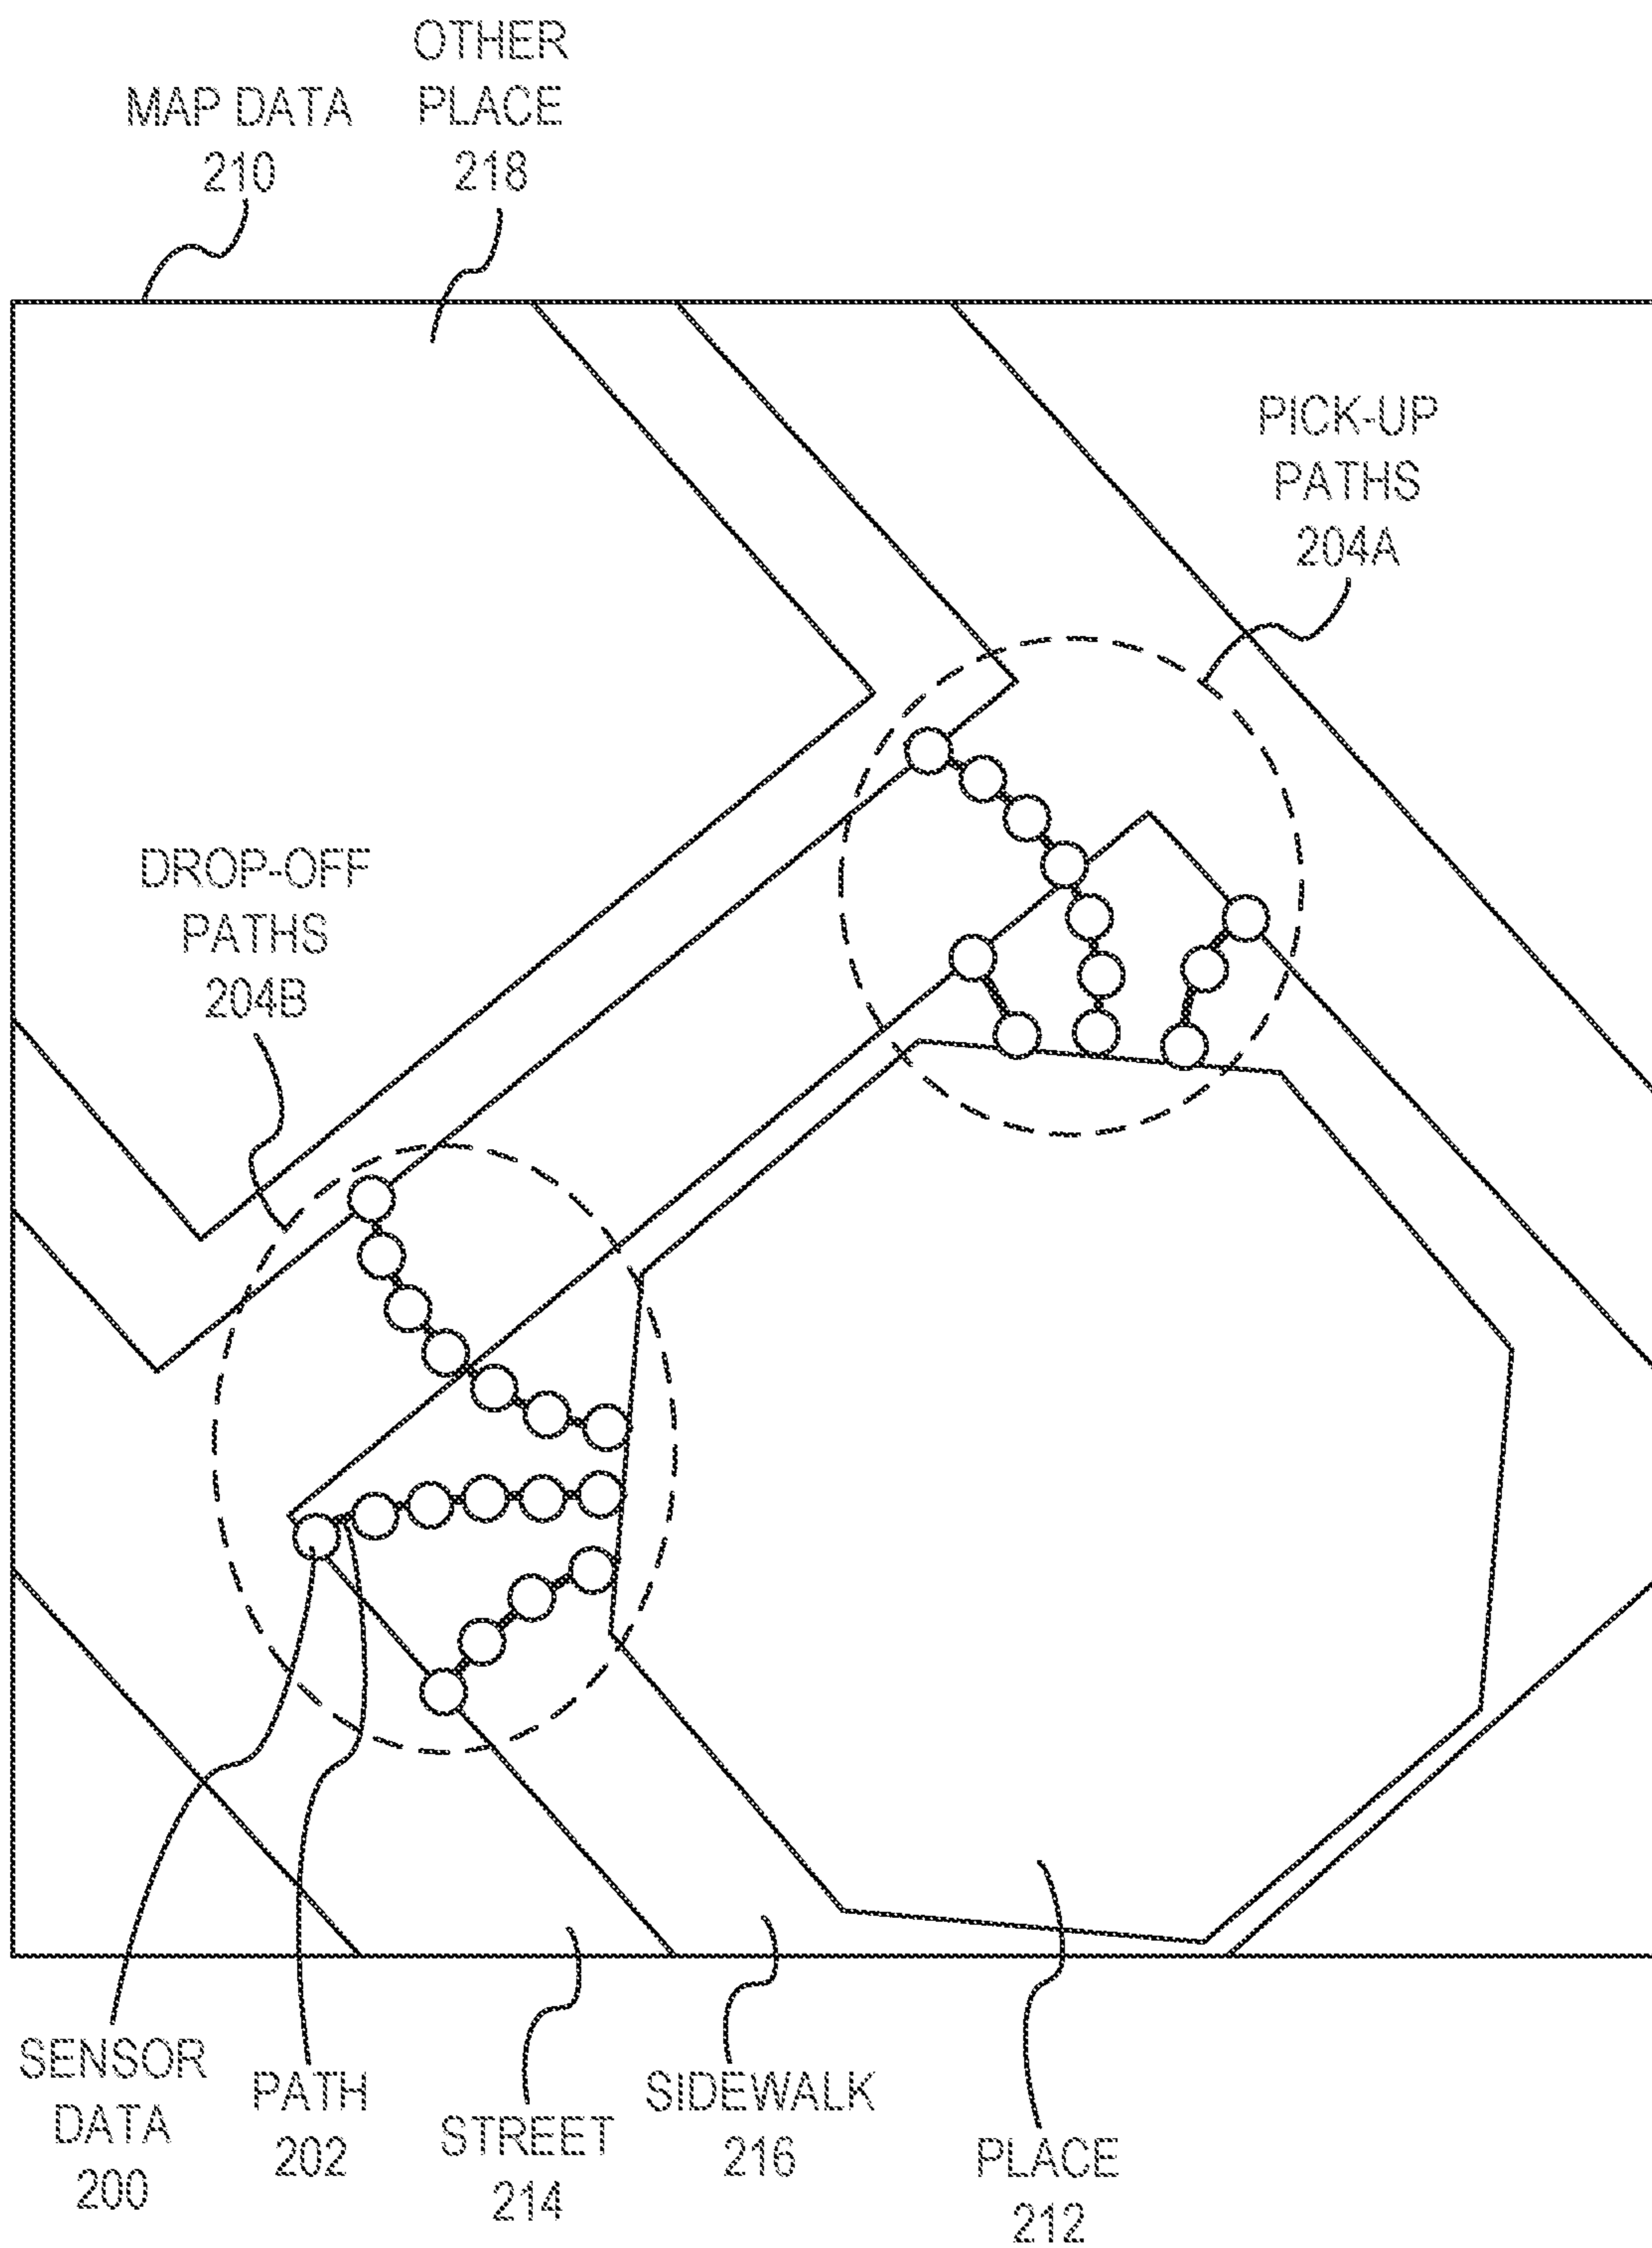 OTHER
PLACE
218
MAP DATA
210
PICK-UP
PATHS
204A
DROP-OFF
PATHS
204B
SENSOR
DATA
200
PATH
202
STREET
214
SIDEWALK
216
PLACE
212